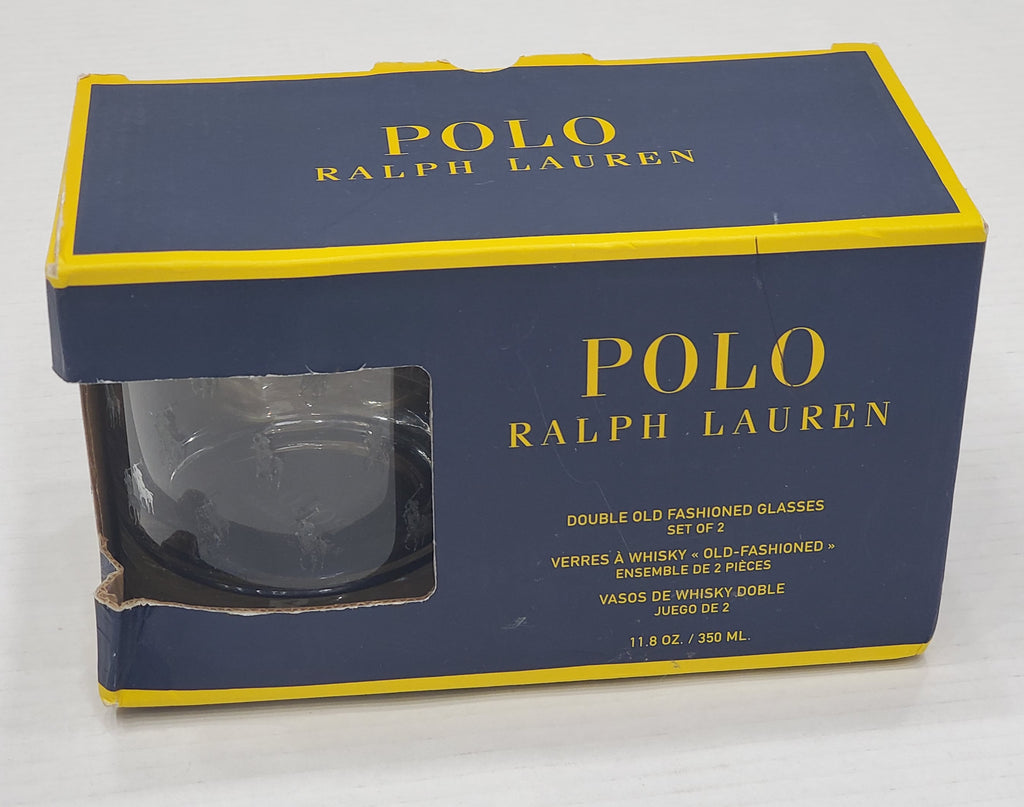 POLO
RALPH LAUREN
POLO
RALPH LAUREN
DOUBLE OLD FASHIONED GLASSES
SET OF 2
VERRES À WHISKY « OLD-FASHIONED »
ENSEMBLE DE 2 PIÈCES
VASOS DE WHISKY DOBLE
JUEGO DE 2
11.8 OZ. / 350 ML.